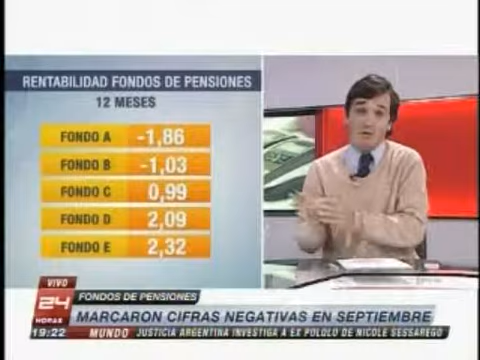 RENTABILIDAD FONDOS DE PENSIONES
12 MESES
FONDO A -1,86
FONDO B -1,03
FONDO C 0,99
FONDO D 2,09
FONDO E 2,32
VIVO
24
HORAS
FONDOS DE PENSIONES
MARCARON CIFRAS NEGATIVAS EN SEPTIEMBRE
19:22 MUNDO JUSTICIA ARGENTINA INVESTIGA A EX POLOLO DE NICOLE SESSAREGO